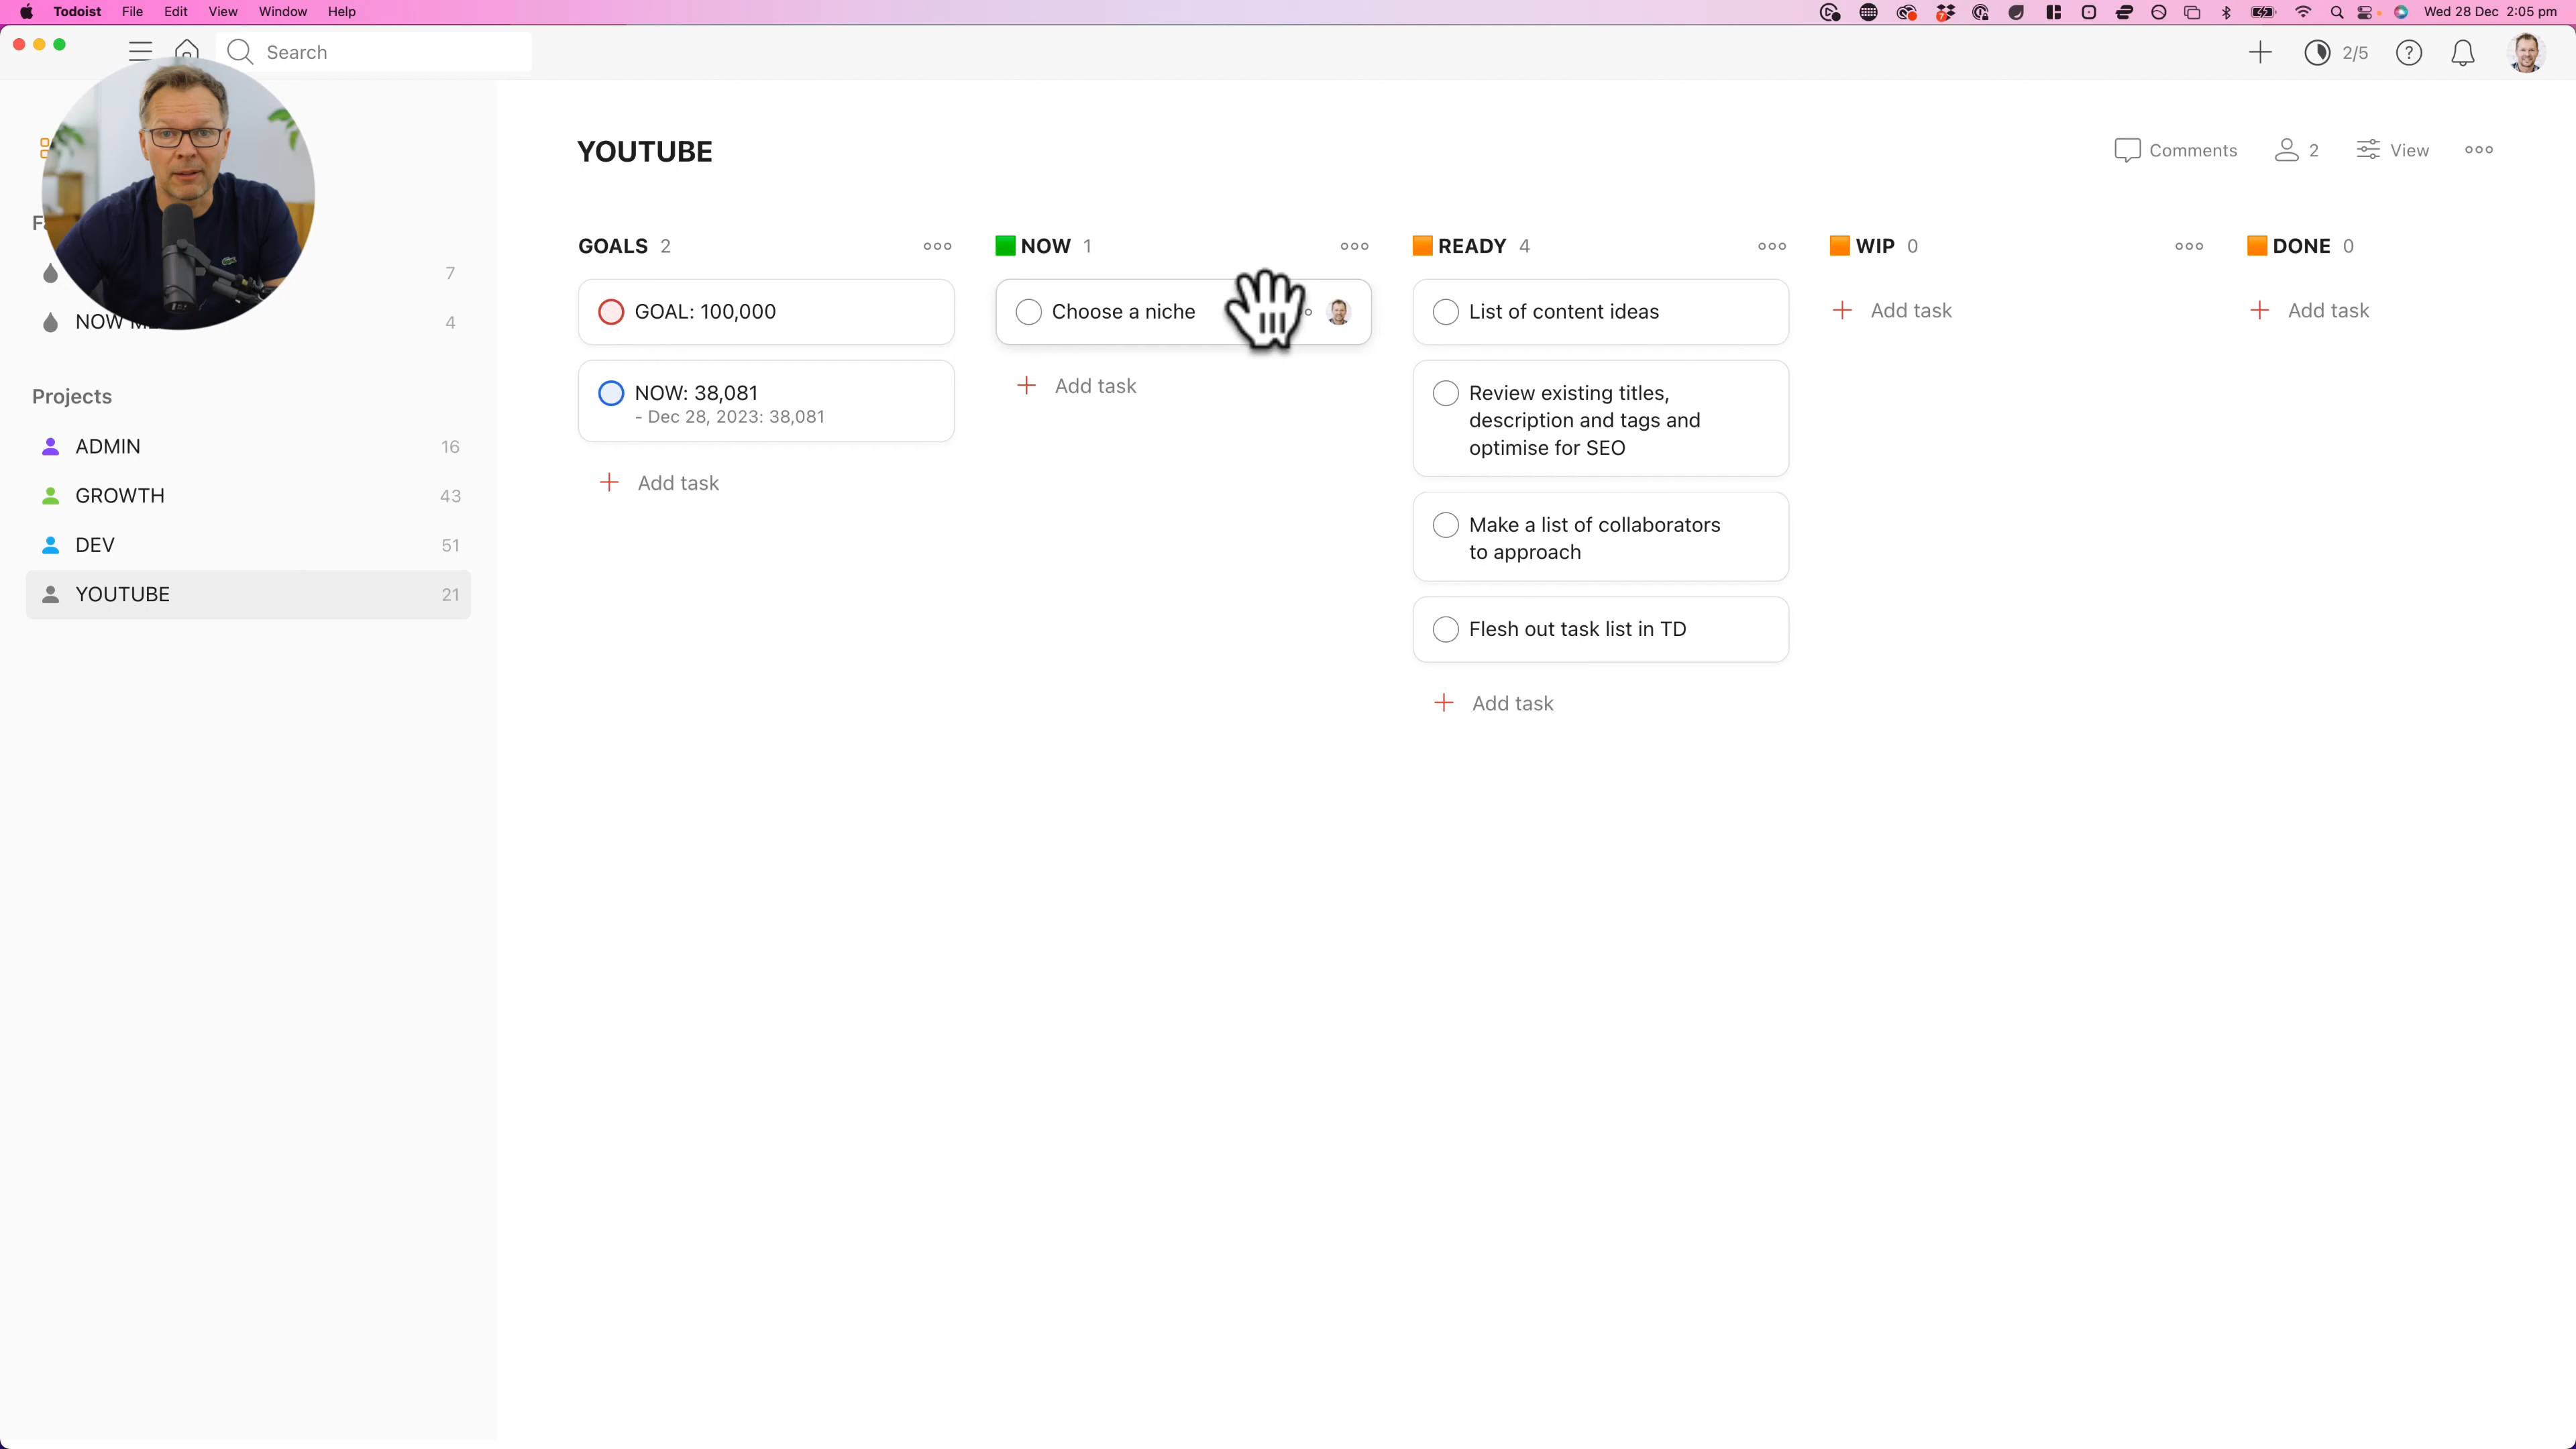 Todoist File Edit View Window Help
7
Wed 28 Dec 2:05 pm
Search
2/5
7
4
Projects
ADMIN 16
GROWTH 43
DEV 51
YOUTUBE 21
YOUTUBE
Comments
2
View
GOALS 2
GOAL: 100,000
NOW: 38,081
- Dec 28, 2023: 38,081
Add task
NOW 1
Choose a niche
Add task
READY 4
List of content ideas
Review existing titles,
description and tags and
optimise for SEO
Make a list of collaborators
to approach
Flesh out task list in TD
Add task
WIP 0
Add task
DONE 0
Add task